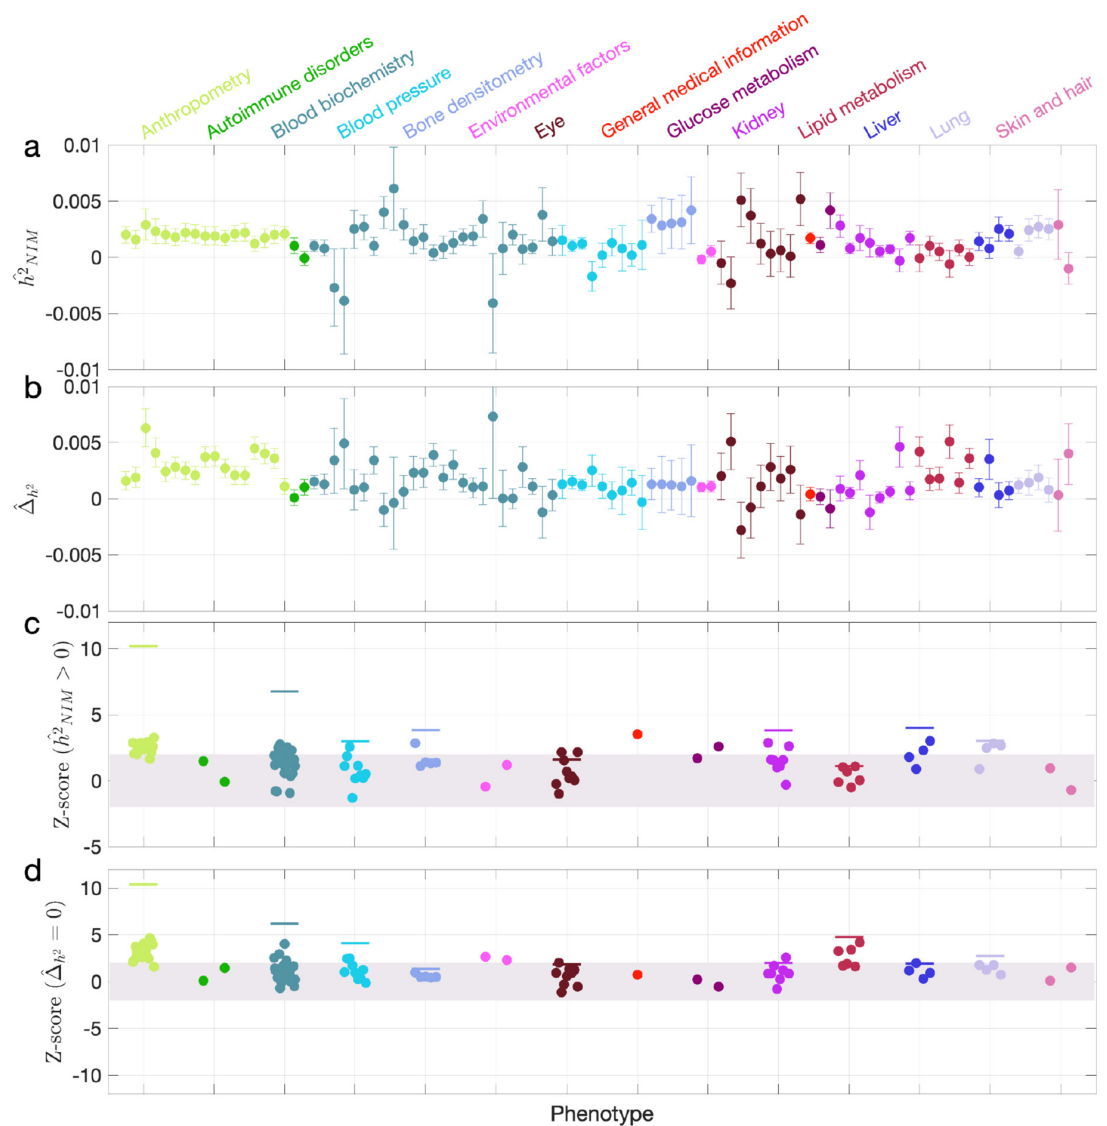 Anthropometry
Autoimmune disorders
Blood biochemistry
Blood pressure
Bone densitometry
Environmental factors
Eye
General medical information
Glucose metabolism
Kidney
Lipid metabolism
Liver
Lung
Skin and hair
a
0.01
0.005
0
-0.005
-0.01
ĥ²NIM
b
0.01
0.005
0
-0.005
-0.01
Δ̂h²
c
10
5
0
-5
Z-score (ĥ²NIM > 0)
d
10
5
0
-5
-10
Z-score (Δ̂h² = 0)
Phenotype